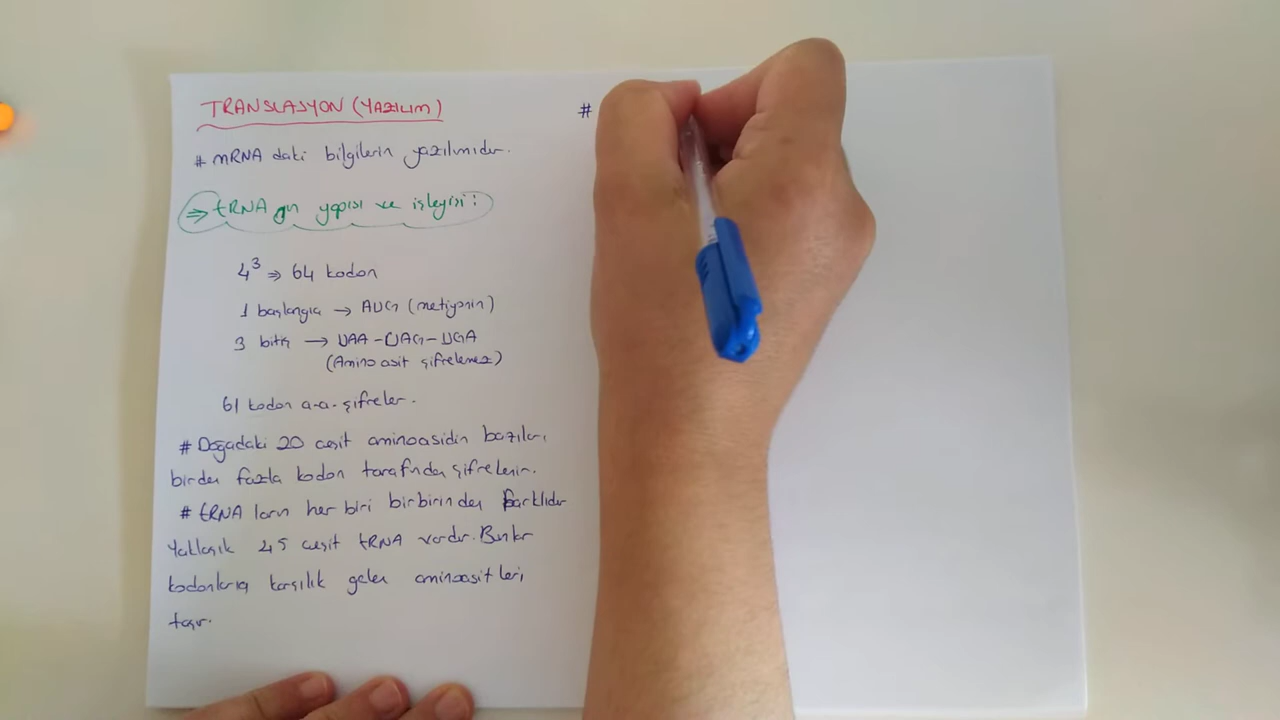 TRANSLASYON (YAZILIM)
# mRNA daki bilgilerin yazılımıdır.
⇒ tRNA nın yapısı ve işleyişi:
4³ ⇒ 64 kodon
1 başlangıç → AUG (metiyonin)
3 bitiş → UAA - UAG - UGA
(Amino asit şifrelemez)
61 kodon a.a. şifreler.
# Doğadaki 20 çeşit aminoasidin bazıları,
birden fazla kodon tarafından şifrelenir.
# tRNA ların her biri birbirinden farklıdır
Yaklaşık 45 çeşit tRNA vardır. Bunlar
kodonlara karşılık gelen aminoasitleri,
taşır.
#